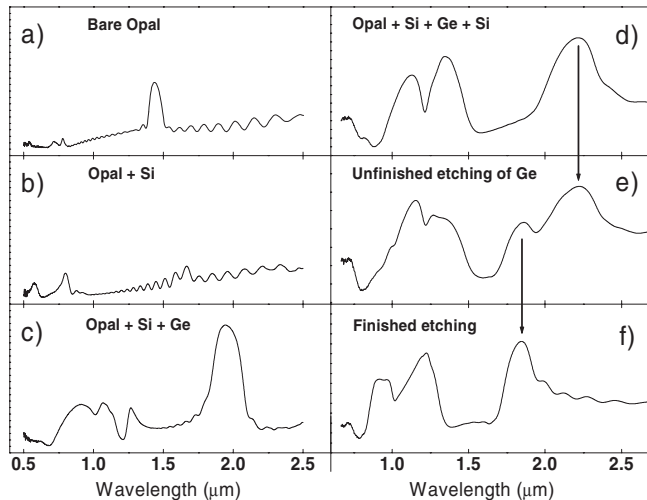 a) Bare Opal
b) Opal + Si
c) Opal + Si + Ge
0.5 1.0 1.5 2.0 2.5
Wavelength (μm)
Opal + Si + Ge + Si d)
Unfinished etching of Ge e)
Finished etching f)
1.0 1.5 2.0 2.5
Wavelength (μm)